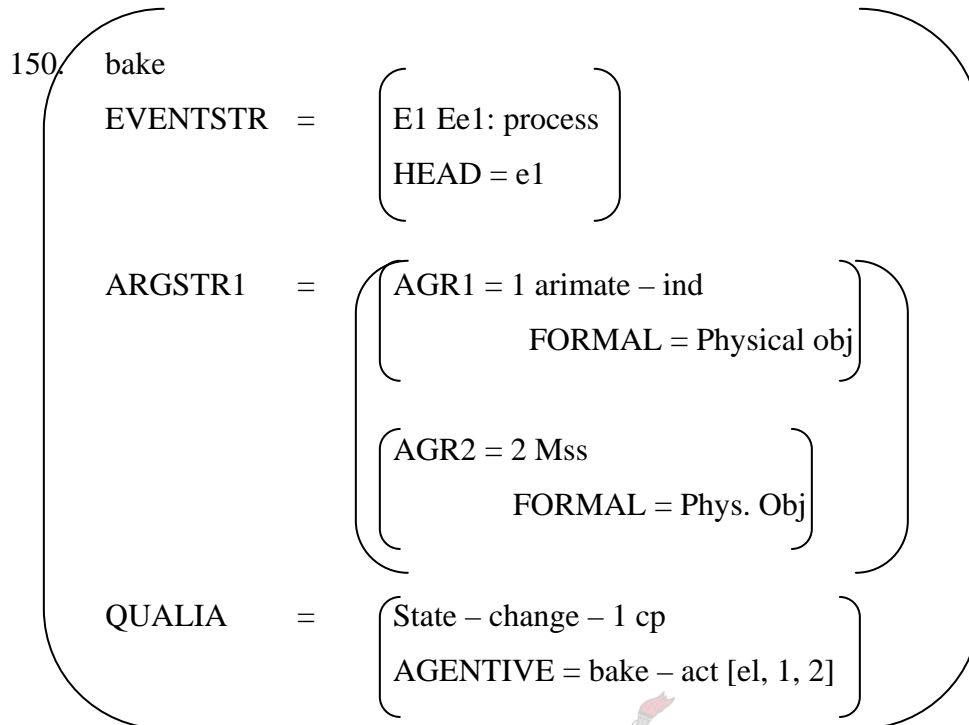 150. bake
EVENTSTR = E1 Ee1: process
HEAD = e1
ARGSTR1 = AGR1 = 1 arimate – ind
FORMAL = Physical obj
AGR2 = 2 Mss
FORMAL = Phys. Obj
QUALIA = State – change – 1 cp
AGENTIVE = bake – act [el, 1, 2]